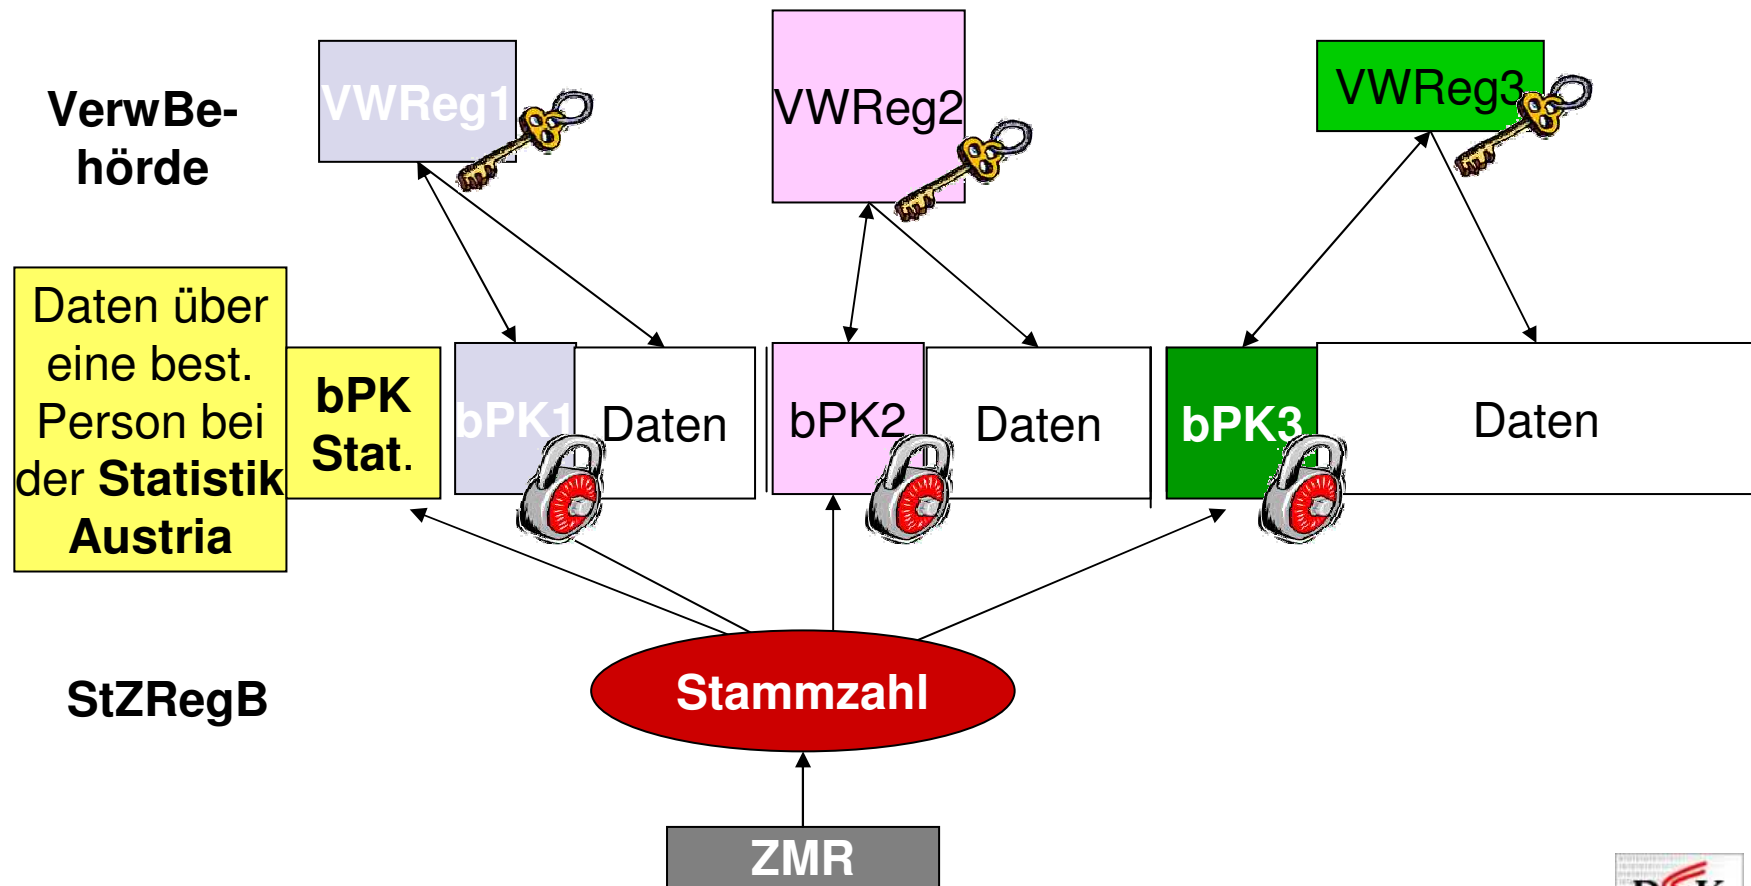 VWReg1
VWReg2
VWReg3
VerwBe-
hörde
Daten über
eine best.
Person bei
der Statistik
Austria
bPK
Stat.
bPK1
Daten
bPK2
Daten
bPK3
Daten
StZRegB
Stammzahl
ZMR